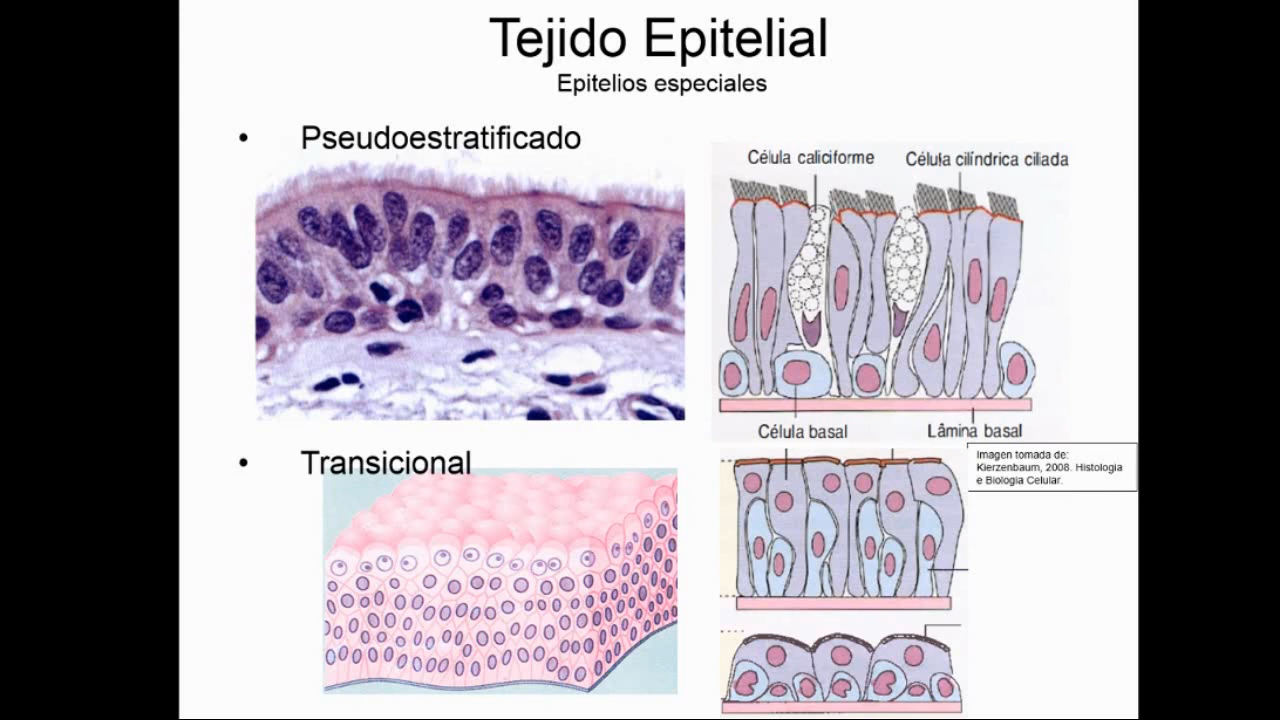 Tejido Epitelial
Epitelios especiales
• Pseudoestratificado
Célula caliciforme
Célula cilíndrica ciliada
Célula basal
Lâmina basal
• Transicional
Imagen tomada de:
Kierzenbaum, 2008. Histologia
e Biologia Celular.